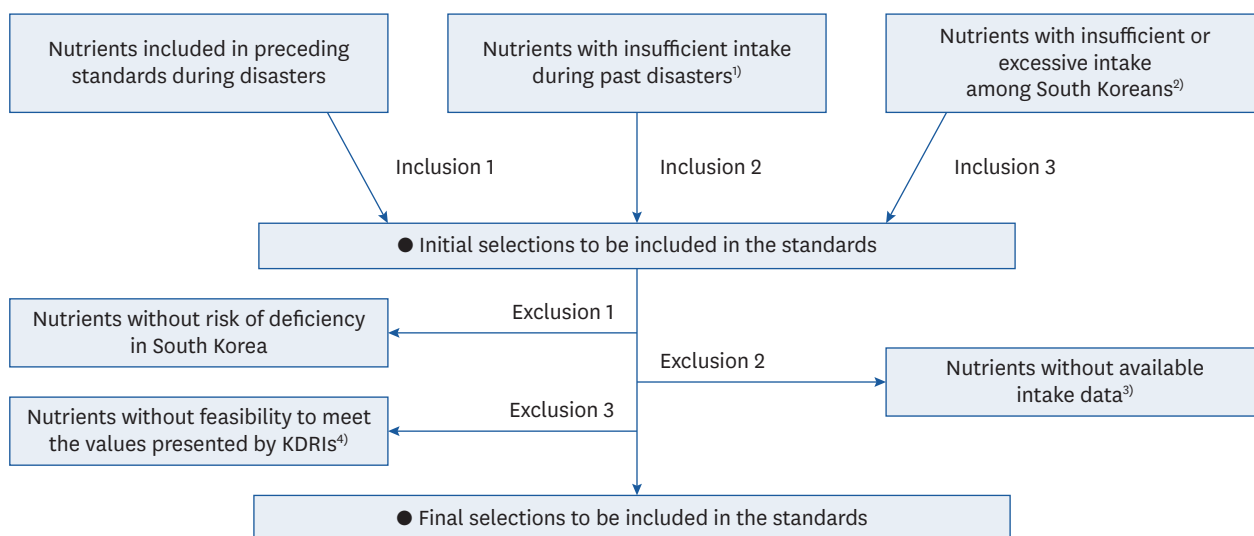 Nutrients included in preceding
standards during disasters
Nutrients with insufficient intake
during past disasters1)
Nutrients with insufficient or
excessive intake
among South Koreans2)
Inclusion 1
Inclusion 2
Inclusion 3
● Initial selections to be included in the standards
Exclusion 1
Nutrients without risk of deficiency
in South Korea
Exclusion 2
Nutrients without available
intake data3)
Exclusion 3
Nutrients without feasibility to meet
the values presented by KDRIs4)
● Final selections to be included in the standards